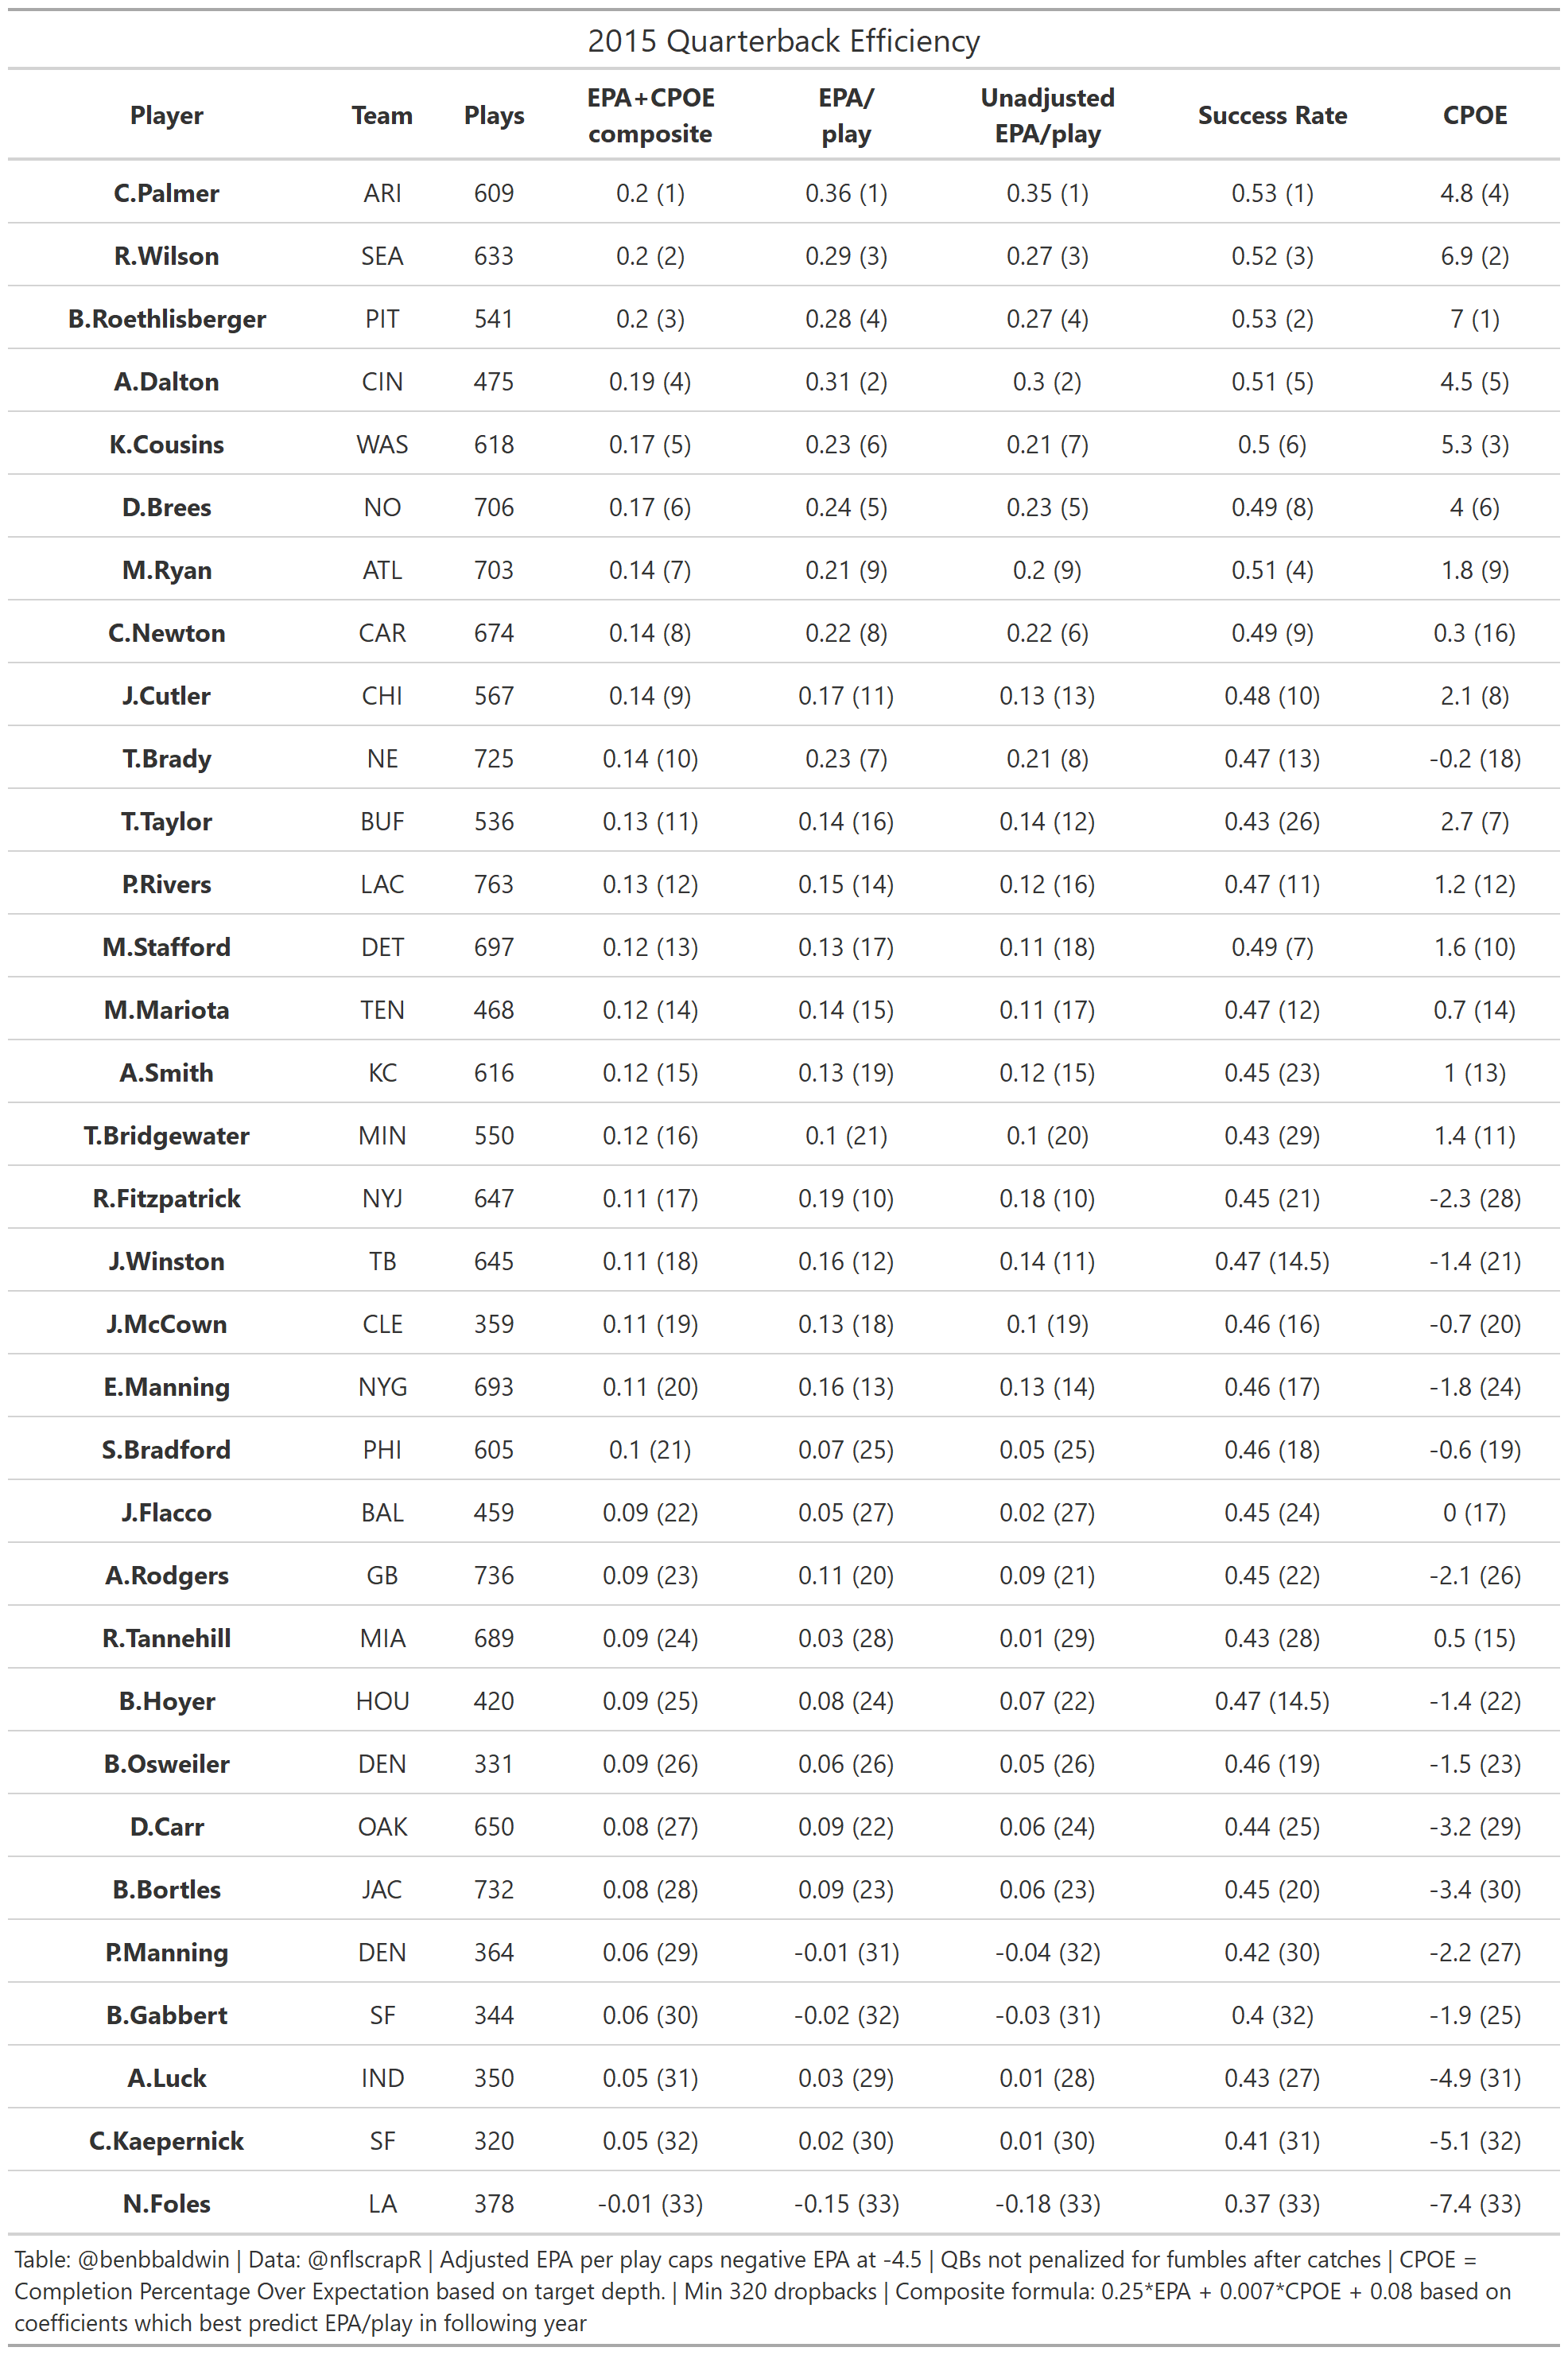 2015 Quarterback Efficiency
Player Team Plays EPA+CPOE composite EPA/ play Unadjusted EPA/play Success Rate CPOE
C.Palmer ARI 609 0.2 (1) 0.36 (1) 0.35 (1) 0.53 (1) 4.8 (4)
R.Wilson SEA 633 0.2 (2) 0.29 (3) 0.27 (3) 0.52 (3) 6.9 (2)
B.Roethlisberger PIT 541 0.2 (3) 0.28 (4) 0.27 (4) 0.53 (2) 7 (1)
A.Dalton CIN 475 0.19 (4) 0.31 (2) 0.3 (2) 0.51 (5) 4.5 (5)
K.Cousins WAS 618 0.17 (5) 0.23 (6) 0.21 (7) 0.5 (6) 5.3 (3)
D.Brees NO 706 0.17 (6) 0.24 (5) 0.23 (5) 0.49 (8) 4 (6)
M.Ryan ATL 703 0.14 (7) 0.21 (9) 0.2 (9) 0.51 (4) 1.8 (9)
C.Newton CAR 674 0.14 (8) 0.22 (8) 0.22 (6) 0.49 (9) 0.3 (16)
J.Cutler CHI 567 0.14 (9) 0.17 (11) 0.13 (13) 0.48 (10) 2.1 (8)
T.Brady NE 725 0.14 (10) 0.23 (7) 0.21 (8) 0.47 (13) -0.2 (18)
T.Taylor BUF 536 0.13 (11) 0.14 (16) 0.14 (12) 0.43 (26) 2.7 (7)
P.Rivers LAC 763 0.13 (12) 0.15 (14) 0.12 (16) 0.47 (11) 1.2 (12)
M.Stafford DET 697 0.12 (13) 0.13 (17) 0.11 (18) 0.49 (7) 1.6 (10)
M.Mariota TEN 468 0.12 (14) 0.14 (15) 0.11 (17) 0.47 (12) 0.7 (14)
A.Smith KC 616 0.12 (15) 0.13 (19) 0.12 (15) 0.45 (23) 1 (13)
T.Bridgewater MIN 550 0.12 (16) 0.1 (21) 0.1 (20) 0.43 (29) 1.4 (11)
R.Fitzpatrick NYJ 647 0.11 (17) 0.19 (10) 0.18 (10) 0.45 (21) -2.3 (28)
J.Winston TB 645 0.11 (18) 0.16 (12) 0.14 (11) 0.47 (14.5) -1.4 (21)
J.McCown CLE 359 0.11 (19) 0.13 (18) 0.1 (19) 0.46 (16) -0.7 (20)
E.Manning NYG 693 0.11 (20) 0.16 (13) 0.13 (14) 0.46 (17) -1.8 (24)
S.Bradford PHI 605 0.1 (21) 0.07 (25) 0.05 (25) 0.46 (18) -0.6 (19)
J.Flacco BAL 459 0.09 (22) 0.05 (27) 0.02 (27) 0.45 (24) 0 (17)
A.Rodgers GB 736 0.09 (23) 0.11 (20) 0.09 (21) 0.45 (22) -2.1 (26)
R.Tannehill MIA 689 0.09 (24) 0.03 (28) 0.01 (29) 0.43 (28) 0.5 (15)
B.Hoyer HOU 420 0.09 (25) 0.08 (24) 0.07 (22) 0.47 (14.5) -1.4 (22)
B.Osweiler DEN 331 0.09 (26) 0.06 (26) 0.05 (26) 0.46 (19) -1.5 (23)
D.Carr OAK 650 0.08 (27) 0.09 (22) 0.06 (24) 0.44 (25) -3.2 (29)
B.Bortles JAC 732 0.08 (28) 0.09 (23) 0.06 (23) 0.45 (20) -3.4 (30)
P.Manning DEN 364 0.06 (29) -0.01 (31) -0.04 (32) 0.42 (30) -2.2 (27)
B.Gabbert SF 344 0.06 (30) -0.02 (32) -0.03 (31) 0.4 (32) -1.9 (25)
A.Luck IND 350 0.05 (31) 0.03 (29) 0.01 (28) 0.43 (27) -4.9 (31)
C.Kaepernick SF 320 0.05 (32) 0.02 (30) 0.01 (30) 0.41 (31) -5.1 (32)
N.Foles LA 378 -0.01 (33) -0.15 (33) -0.18 (33) 0.37 (33) -7.4 (33)
Table: @benbbaldwin | Data: @nflscrapR | Adjusted EPA per play caps negative EPA at -4.5 | QBs not penalized for fumbles after catches | CPOE =
Completion Percentage Over Expectation based on target depth. | Min 320 dropbacks | Composite formula: 0.25*EPA + 0.007*CPOE + 0.08 based on
coefficients which best predict EPA/play in following year